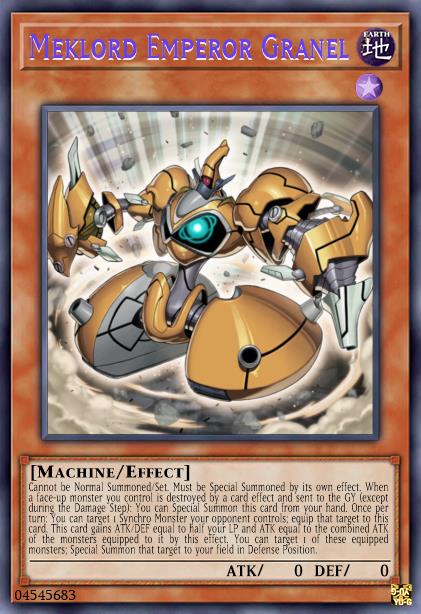 MEKLORD EMPEROR GRANEL
EARTH
地
[MACHINE/EFFECT]
Cannot be Normal Summoned/Set. Must be Special Summoned by its own effect. When
a face-up monster you control is destroyed by a card effect and sent to the GY (except
during the Damage Step): You can Special Summon this card from your hand. Once per
turn: You can target 1 Synchro Monster your opponent controls; equip that target to this
card. This card gains ATK/DEF equal to half your LP and ATK equal to the combined ATK
of the monsters equipped to it by this effect. You can target 1 of these equipped
monsters; Special Summon that target to your field in Defense Position.
ATK/ 0 DEF/ 0
04545683